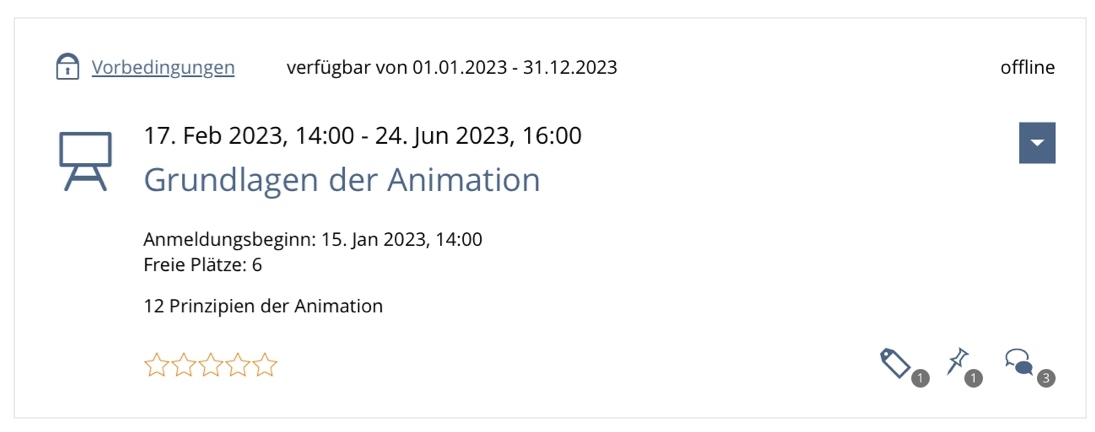 Vorbedingungen verfügbar von 01.01.2023 - 31.12.2023 offline
17. Feb 2023, 14:00 - 24. Jun 2023, 16:00
Grundlagen der Animation
Anmeldungsbeginn: 15. Jan 2023, 14:00
Freie Plätze: 6
12 Prinzipien der Animation
1 1 3